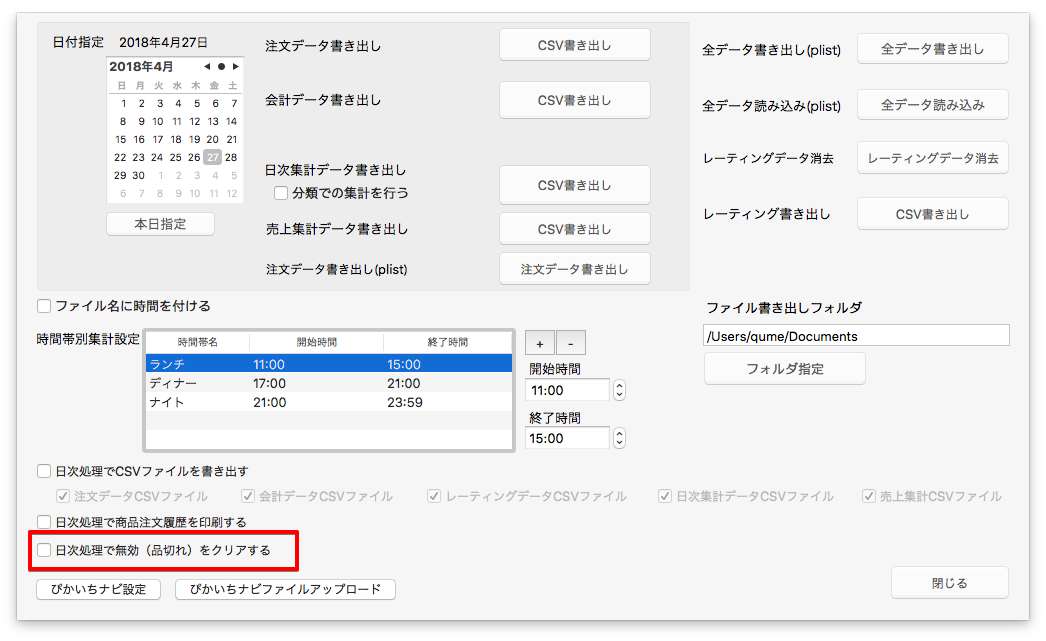 日付指定 2018年4月27日
2018年4月
日 月 火 水 木 金 土
1 2 3 4 5 6 7
8 9 10 11 12 13 14
15 16 17 18 19 20 21
22 23 24 25 26 27 28
29 30 1 2 3 4 5
6 7 8 9 10 11 12
本日指定
注文データ書き出し CSV書き出し
会計データ書き出し CSV書き出し
日次集計データ書き出し CSV書き出し
分類での集計を行う
売上集計データ書き出し CSV書き出し
注文データ書き出し(plist) 注文データ書き出し
全データ書き出し(plist) 全データ書き出し
全データ読み込み(plist) 全データ読み込み
レーティングデータ消去 レーティングデータ消去
レーティング書き出し CSV書き出し
ファイル名に時間を付ける
時間帯別集計設定
時間帯名 開始時間 終了時間
ランチ 11:00 15:00
ディナー 17:00 21:00
ナイト 21:00 23:59
+ -
開始時間
11:00
終了時間
15:00
ファイル書き出しフォルダ
/Users/qume/Documents
フォルダ指定
日次処理でCSVファイルを書き出す
注文データCSVファイル 会計データCSVファイル レーティングデータCSVファイル 日次集計データCSVファイル 売上集計CSVファイル
日次処理で商品注文履歴を印刷する
日次処理で無効（品切れ）をクリアする
ぴかいちナビ設定 ぴかいちナビファイルアップロード
閉じる